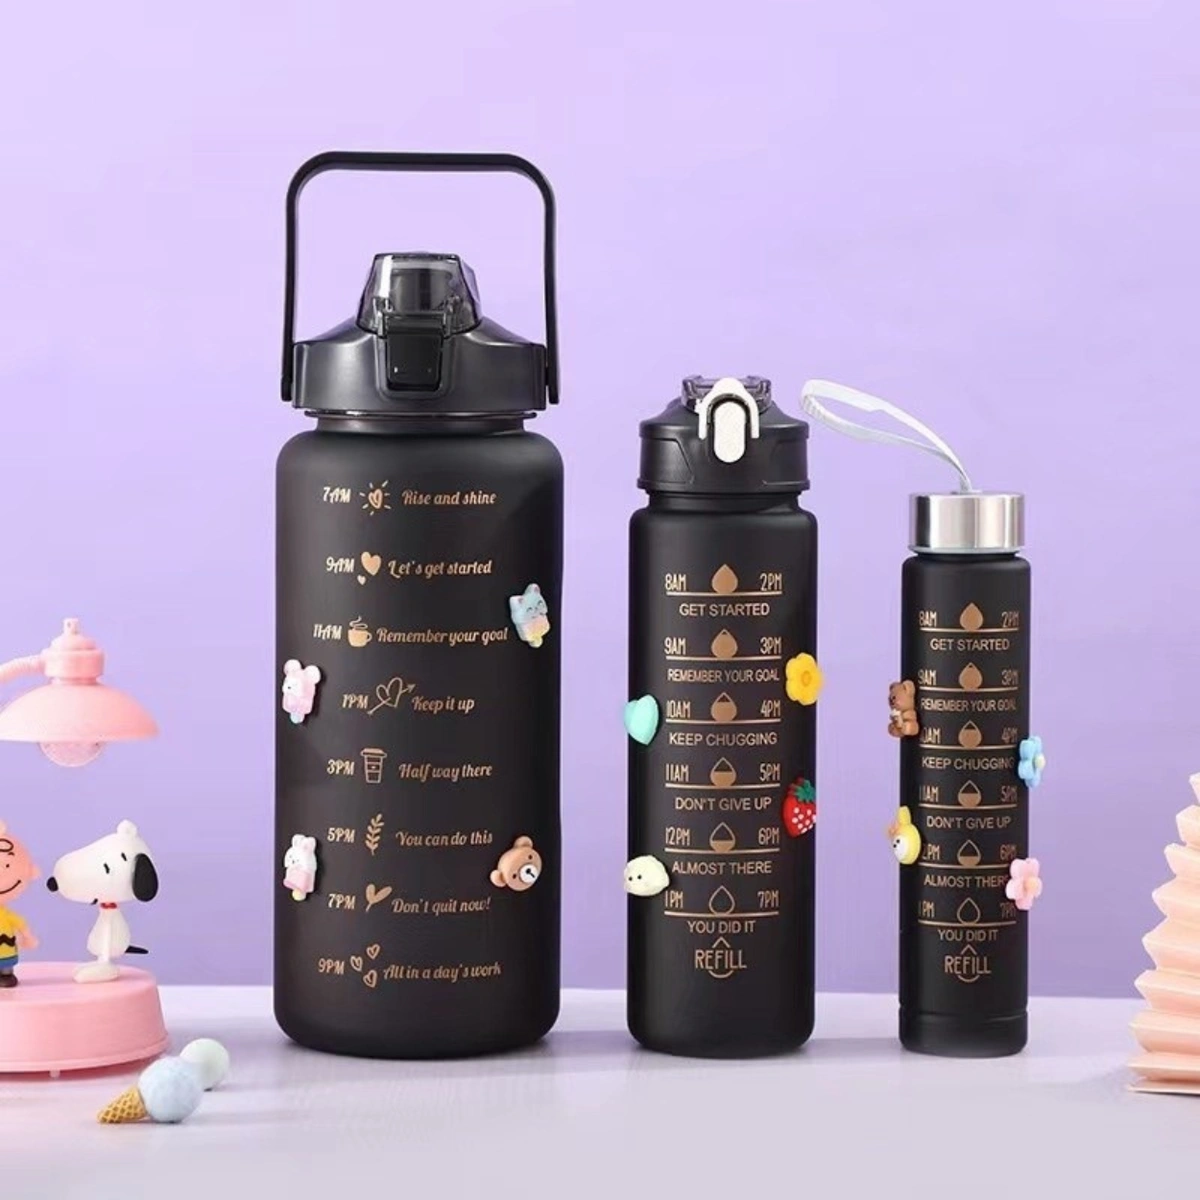 7AM Rise and shine
9AM Let's get started
11AM Remember your goal
1PM Keep it up
3PM Half way there
5PM You can do this
7PM Don't quit now!
9PM All in a day's work
8AM 2PM
GET STARTED
9AM 3PM
REMEMBER YOUR GOAL
10AM 4PM
KEEP CHUGGING
11AM 5PM
DON'T GIVE UP
12PM 6PM
ALMOST THERE
1PM 7PM
YOU DID IT
REFILL
8AM 2PM
GET STARTED
9AM 3PM
REMEMBER YOUR GOAL
4PM
KEEP CHUGGING
11AM 5PM
DON'T GIVE UP
6PM
ALMOST THERE
1PM 7PM
YOU DID IT
REFILL